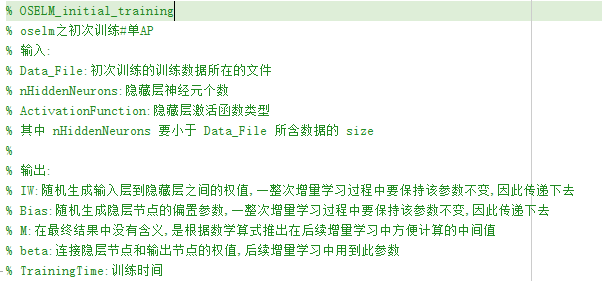 % OSELM_initial_training
% oselm之初次训练#单AP
% 输入:
% Data_File:初次训练的训练数据所在的文件
% nHiddenNeurons:隐藏层神经元个数
% ActivationFunction:隐藏层激活函数类型
% 其中 nHiddenNeurons 要小于 Data_File 所含数据的 size
%
% 输出:
% IW:随机生成输入层到隐藏层之间的权值,一整次增量学习过程中要保持该参数不变,因此传递下去
% Bias:随机生成隐层节点的偏置参数,一整次增量学习过程中要保持该参数不变,因此传递下去
% M:在最终结果中没有含义,是根据数学算式推出在后续增量学习中方便计算的中间值
% beta:连接隐层节点和输出节点的权值,后续增量学习中用到此参数
% TrainingTime:训练时间